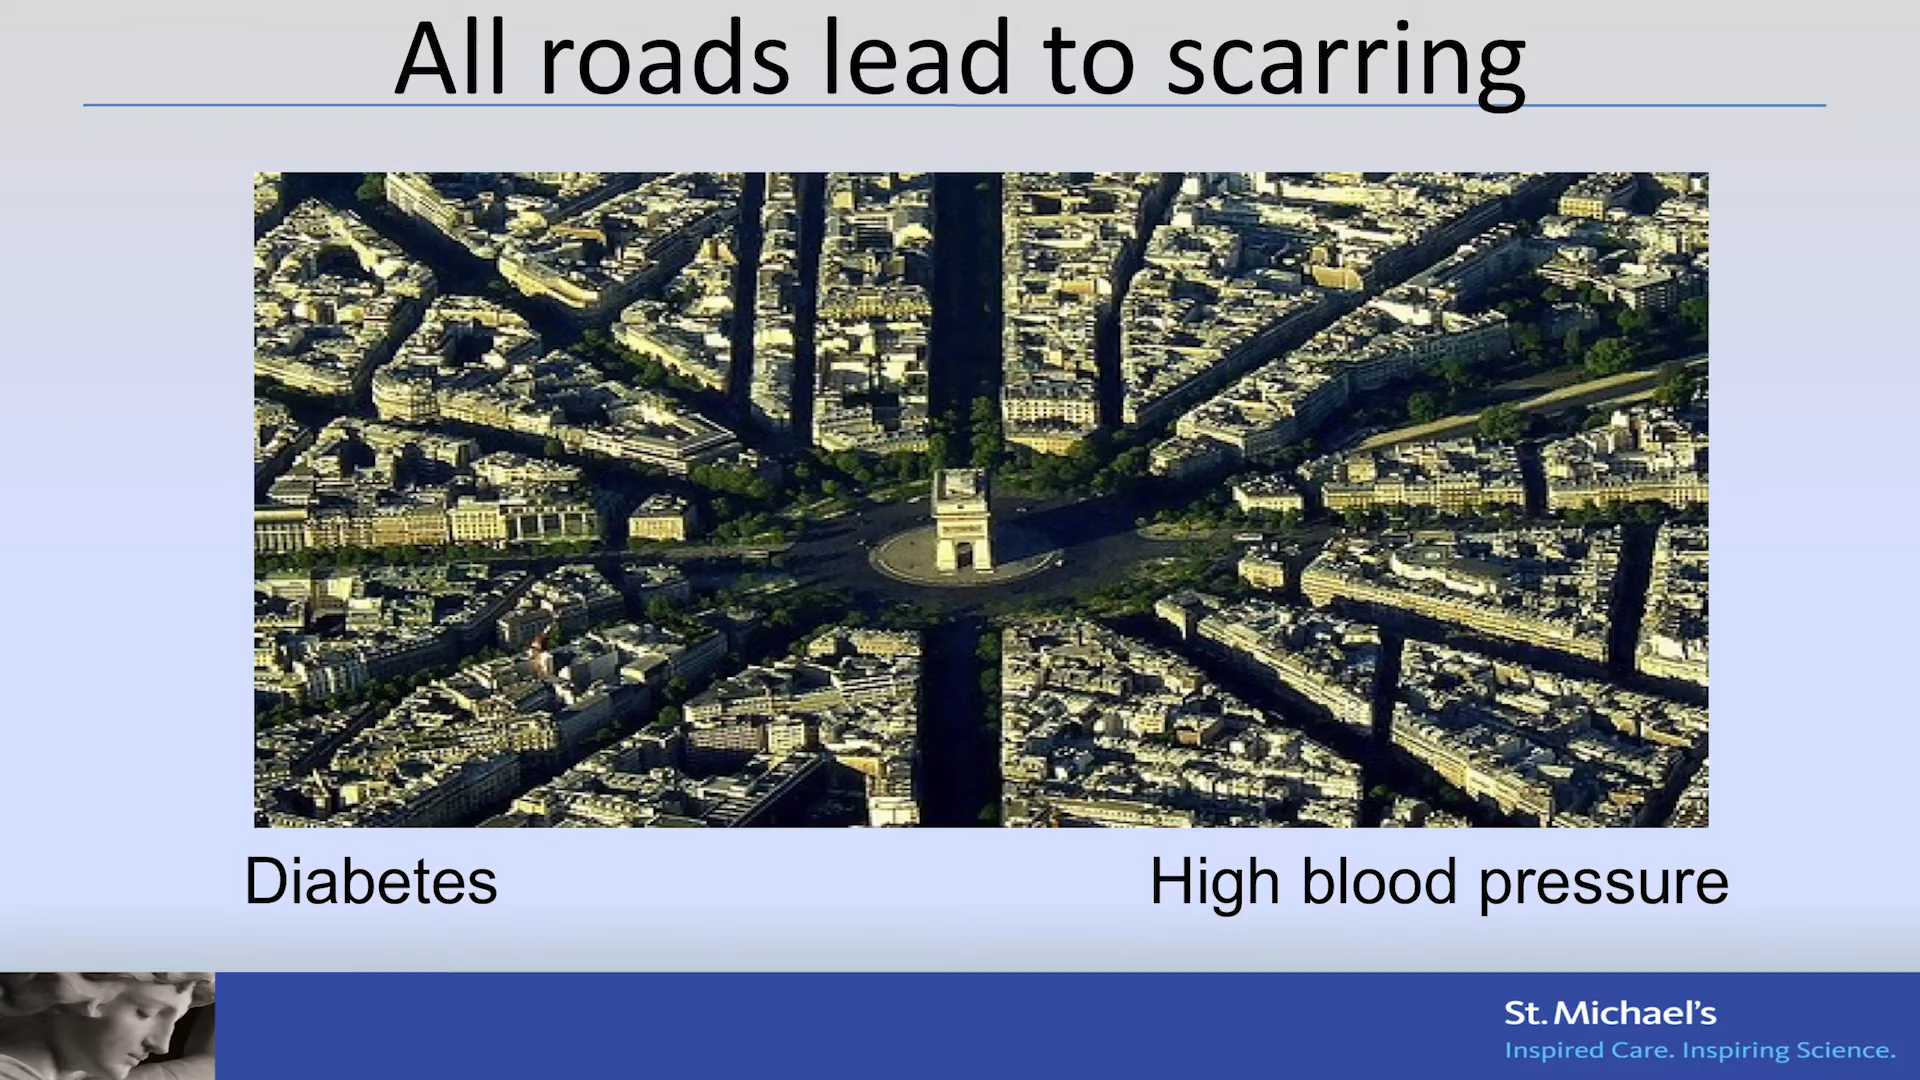 All roads lead to scarring
Diabetes
High blood pressure
St. Michael's
Inspired Care. Inspiring Science.